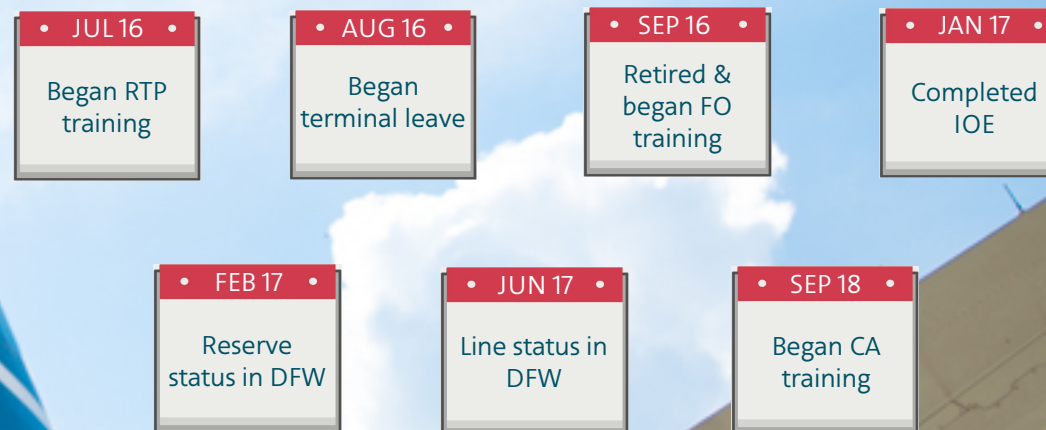 JUL 16
Began RTP
training
AUG 16
Began
terminal leave
SEP 16
Retired &
began FO
training
JAN 17
Completed
IOE
FEB 17
Reserve
status in DFW
JUN 17
Line status in
DFW
SEP 18
Began CA
training